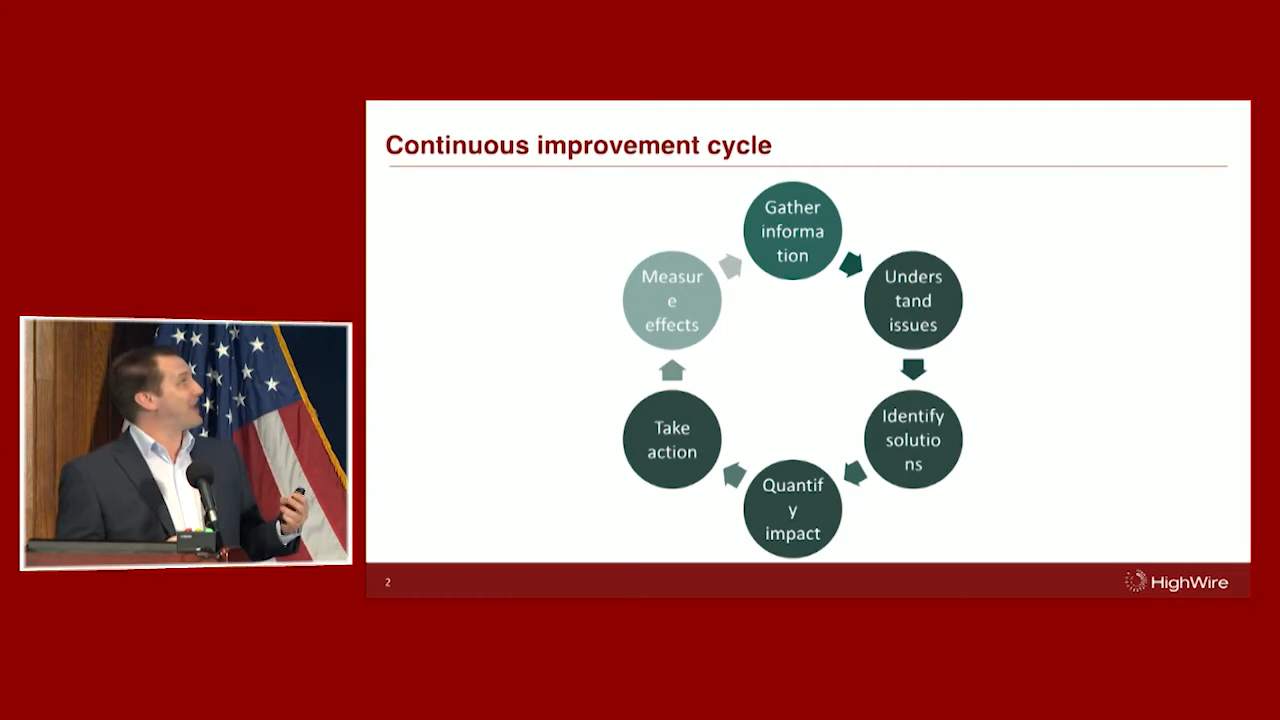 Continuous improvement cycle
Gather
informa
tion
Unders
tand
issues
Identify
solutio
ns
Quantif
y
impact
Take
action
Measur
e
effects
2
HighWire